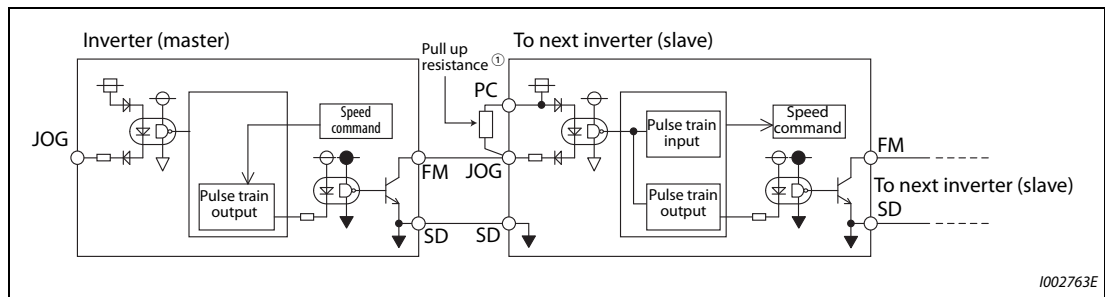 Inverter (master)
To next inverter (slave)
Pull up
resistance ①
PC
Speed
command
Pulse train
input
Speed
command
JOG
FM
JOG
FM
Pulse train
output
Pulse train
output
To next inverter (slave)
SD
SD
SD
I002763E